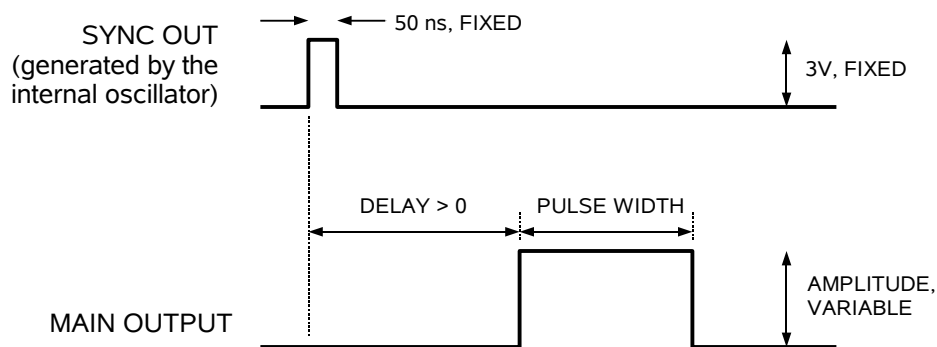 SYNC OUT
(generated by the
internal oscillator)
50 ns, FIXED
3V, FIXED
DELAY > 0
PULSE WIDTH
AMPLITUDE,
VARIABLE
MAIN OUTPUT